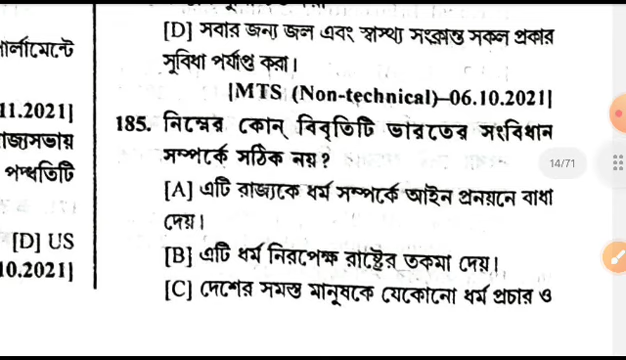 [D] সবার জন্য জল এবং স্বাস্থ্য সংক্রান্ত সকল প্রকার
সুবিধা পর্যাপ্ত করা।
[MTS (Non-technical)–06.10.2021]
185. নিম্নের কোন্ বিবৃতিটি ভারতের সংবিধান
সম্পর্কে সঠিক নয়?
[A] এটি রাজ্যকে ধর্ম সম্পর্কে আইন প্রনয়নে বাধা
দেয়।
[B] এটি ধর্ম নিরপেক্ষ রাষ্ট্রের তকমা দেয়।
[C] দেশের সমস্ত মানুষকে যেকোনো ধর্ম প্রচার ও
র্লামেন্টে
11.2021]
পদ্ধতিটি
[D] US
10.2021]
14/71